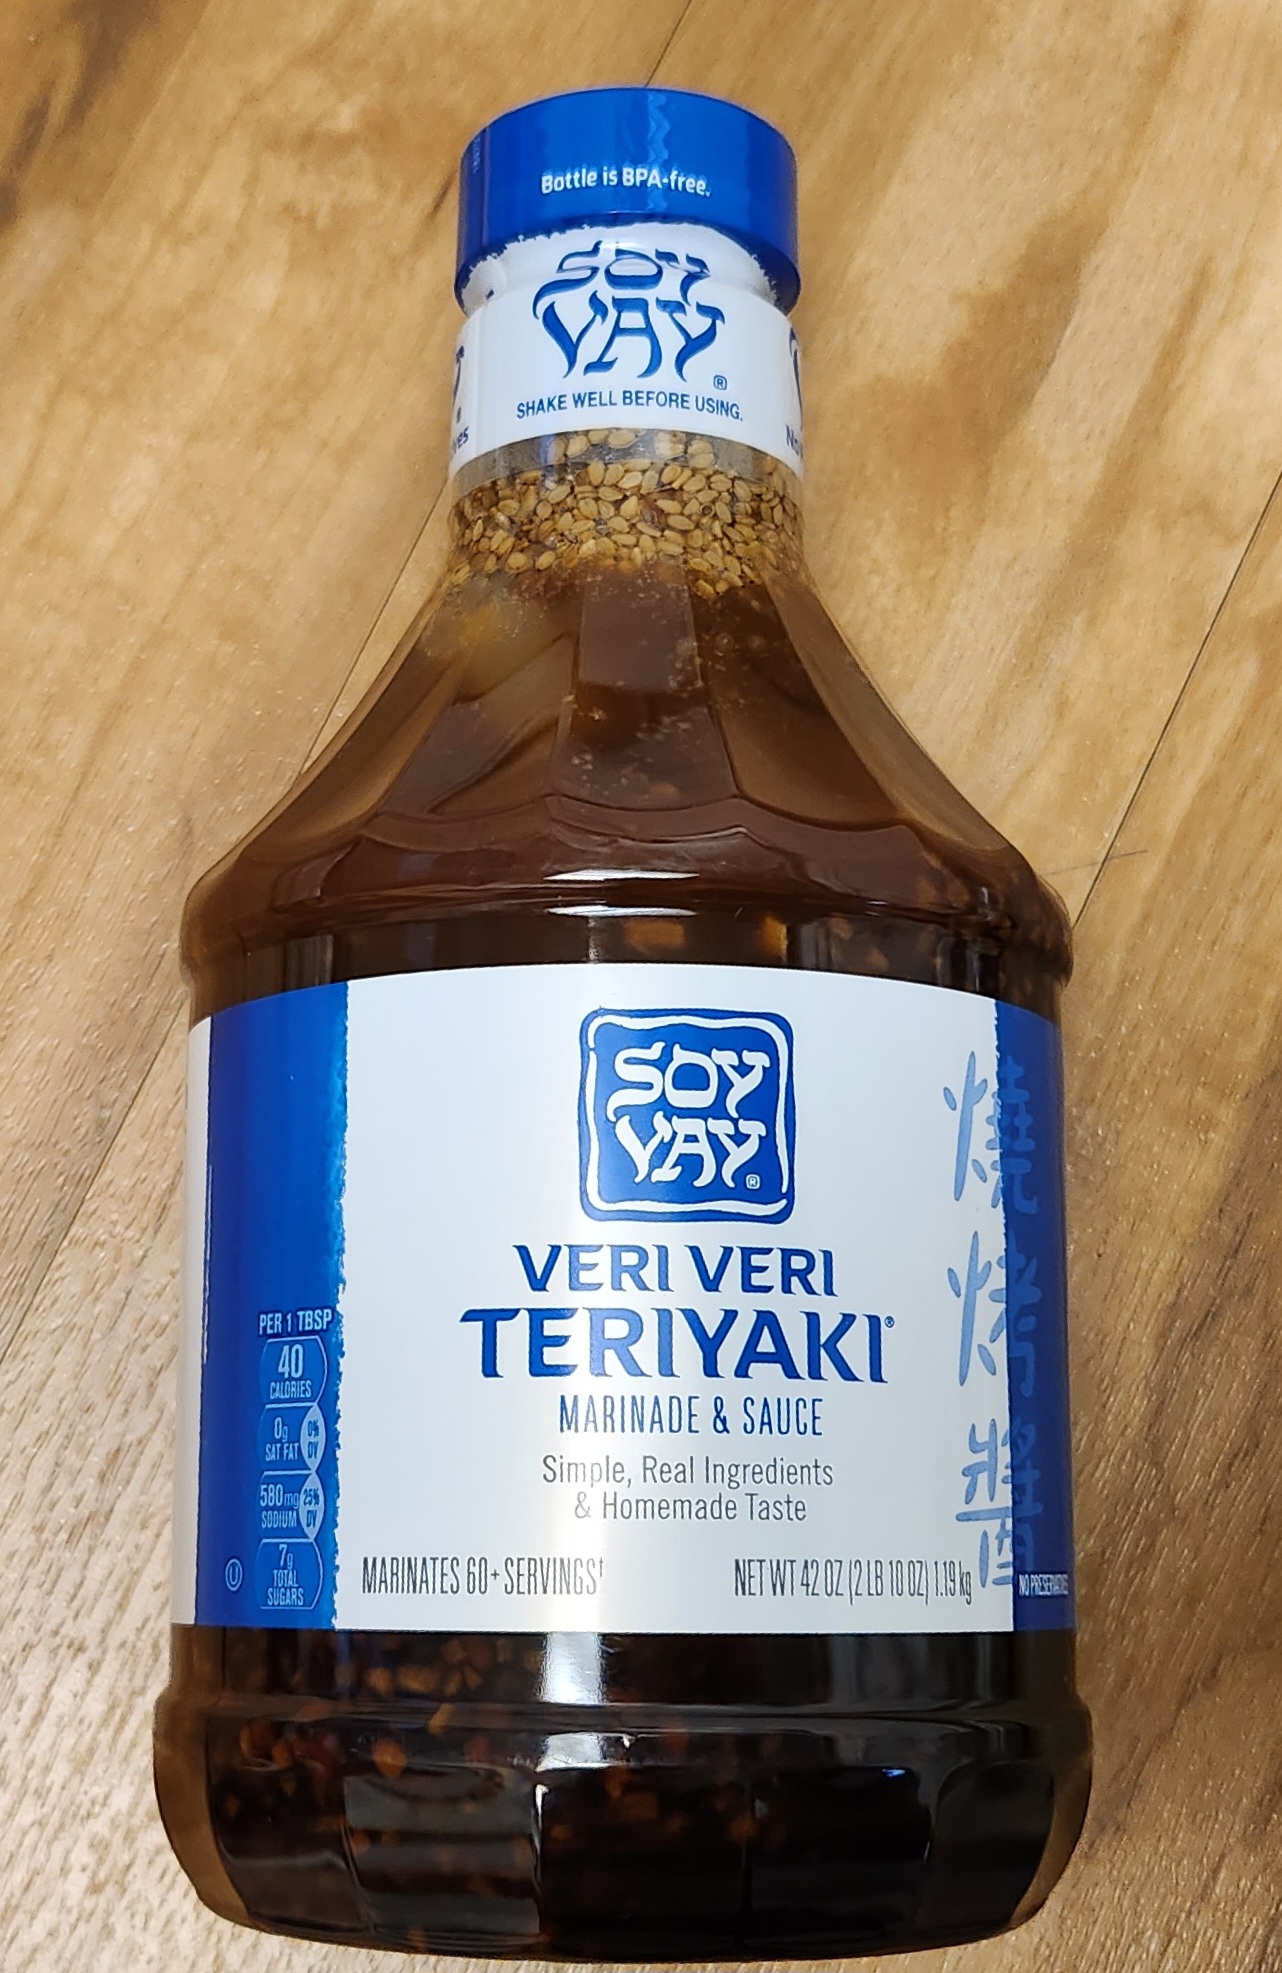 Bottle is BPA-free.
SOY
VAY®
SHAKE WELL BEFORE USING.
SOY
VAY®
VERI VERI
TERIYAKI®
MARINADE & SAUCE
Simple, Real Ingredients
& Homemade Taste
MARINATES 60+ SERVINGS†
NET WT 42 OZ (2 LB 10 OZ) 1.19 kg
PER 1 TBSP
40
CALORIES
0g
SAT FAT
0%
DV
580mg
SODIUM
25%
DV
7g
TOTAL
SUGARS
U
燒
烤
醬
NO PRESERVATIVES